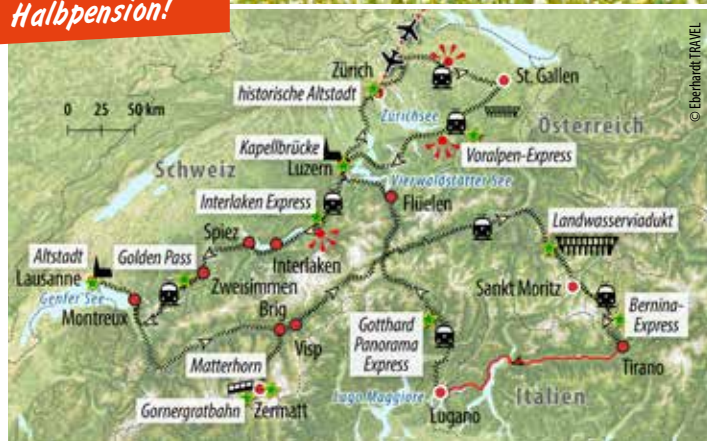 Halbpension!
© Eberhardt TRAVEL
Zürich
St. Gallen
historische Altstadt
0 25 50 km
Zürichsee
Österreich
Kapellbrücke
Voralpen-Express
Luzern
Schweiz
Vierwaldstätter See
Interlaken Express
Flüelen
Landwasserviadukt
Spiez
Altstadt
Golden Pass
Lausanne
Interlaken
Zweisimmen
Sankt Moritz
Genfer See
Montreux
Brig
Visp
Gotthard
Panorama
Express
Bernina-
Express
Matterhorn
Tirano
Gornergratbahn
Zermatt
Lago Maggiore
Italien
Lugano